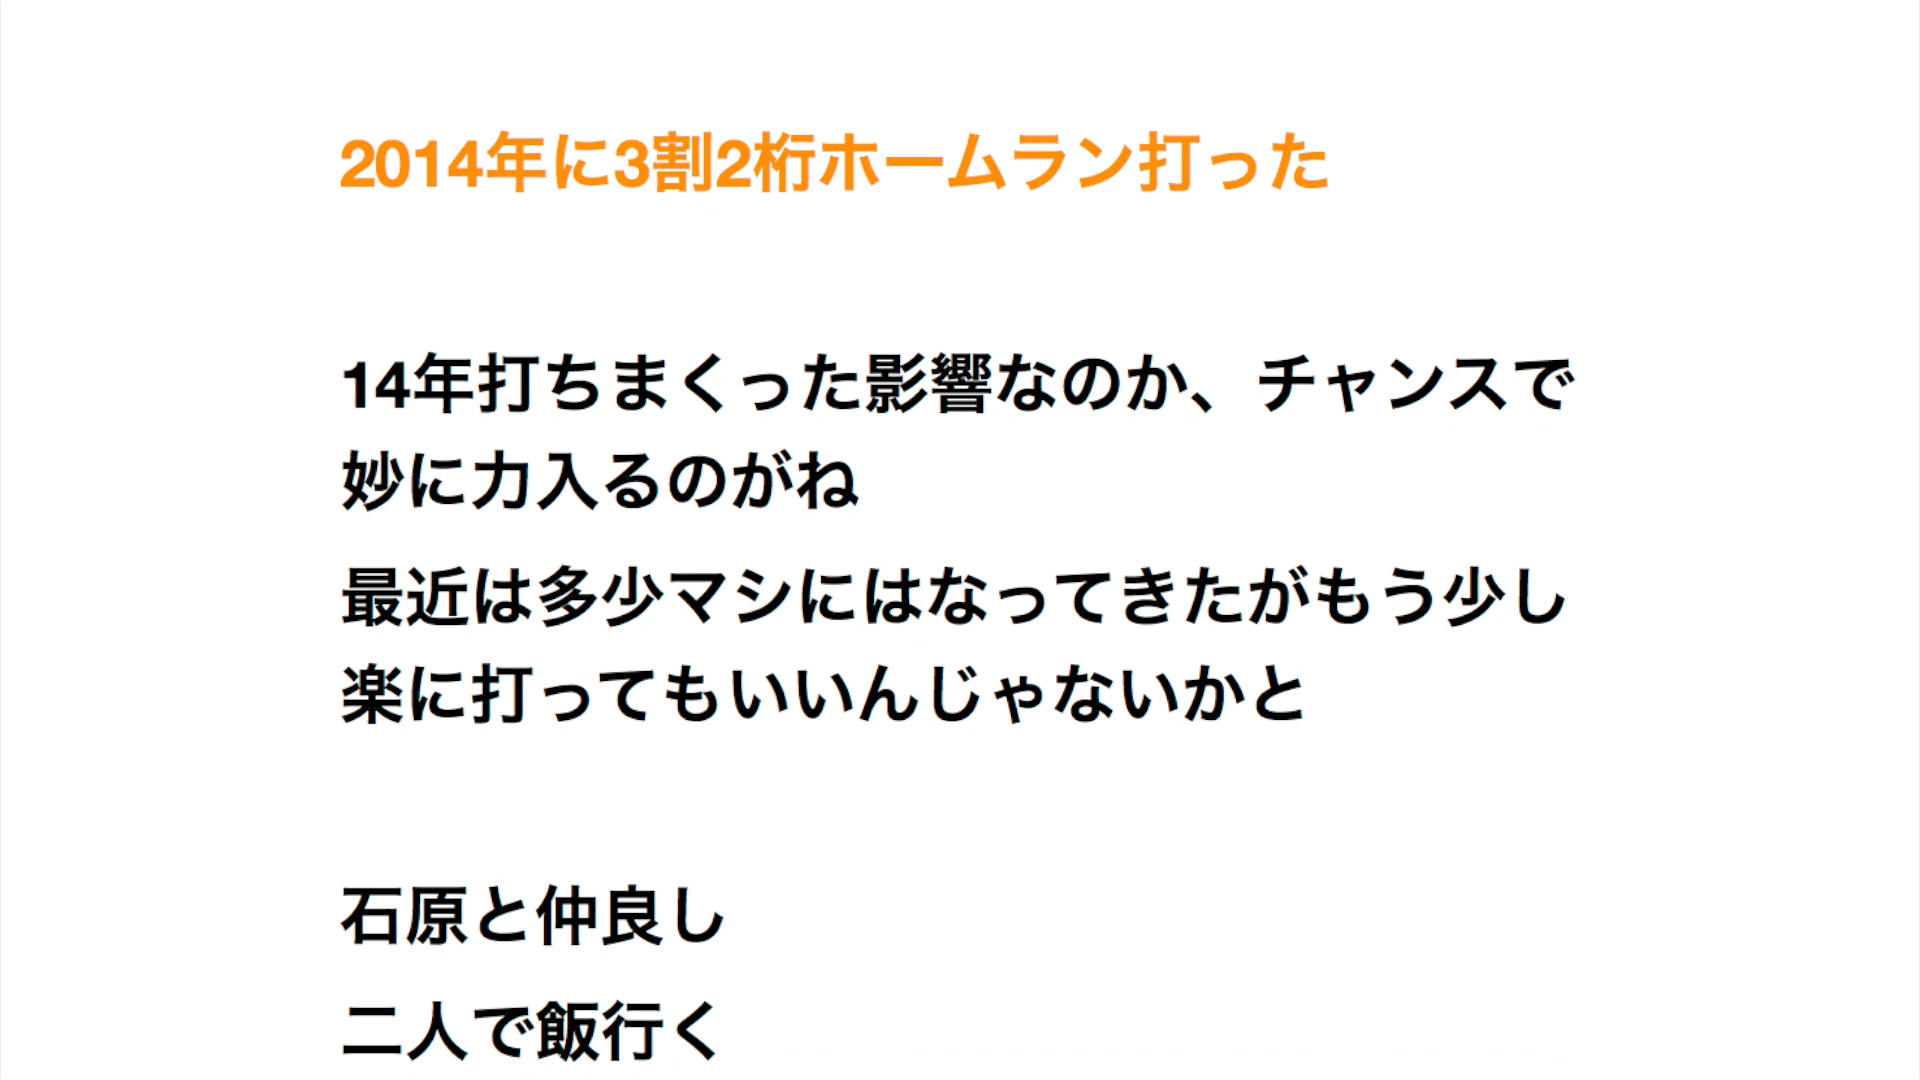 2014年に3割2桁ホームラン打った
14年打ちまくった影響なのか、チャンスで
妙に力入るのがね
最近は多少マシにはなってきたがもう少し
楽に打ってもいいんじゃないかと
石原と仲良し
二人で飯行く